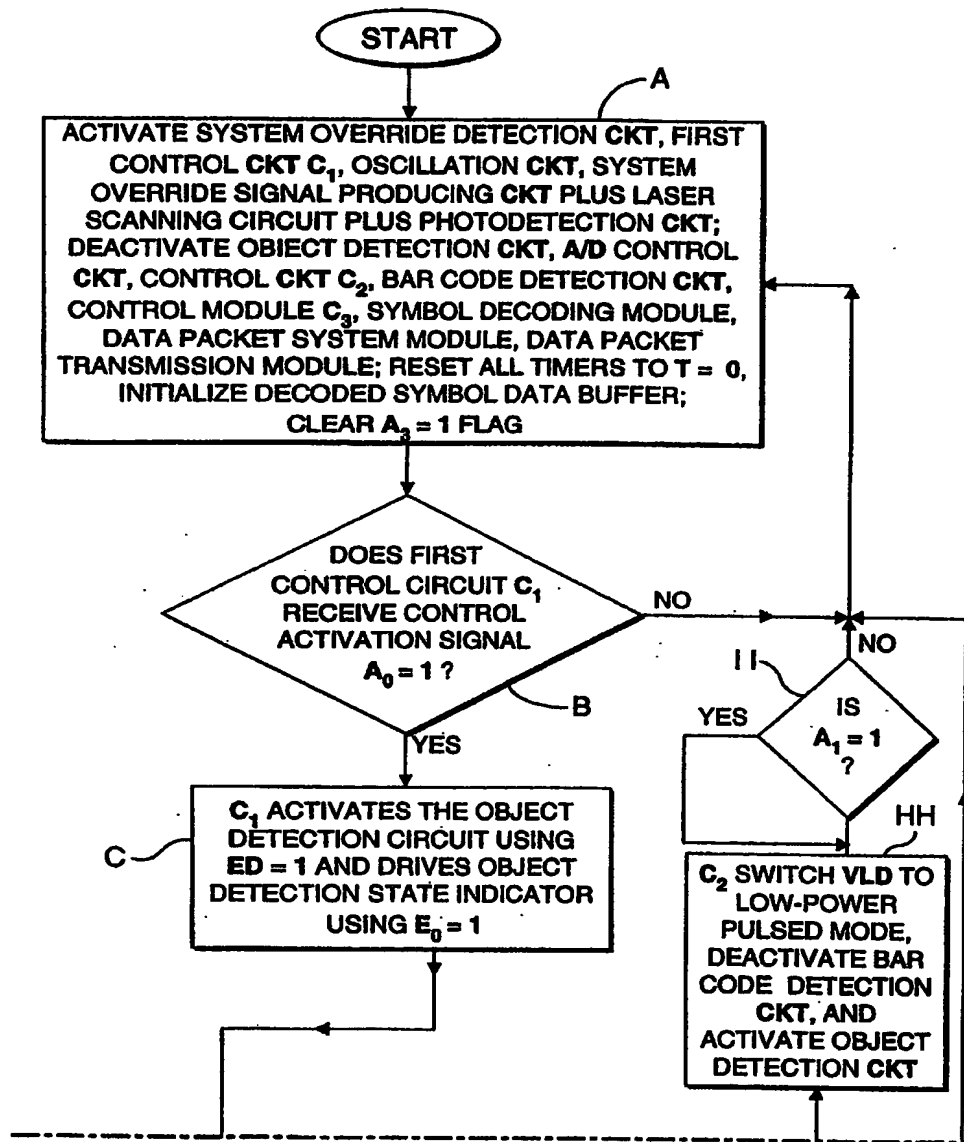 START
A
ACTIVATE SYSTEM OVERRIDE DETECTION CKT, FIRST
CONTROL CKT C₁, OSCILLATION CKT, SYSTEM
OVERRIDE SIGNAL PRODUCING CKT PLUS LASER
SCANNING CIRCUIT PLUS PHOTODETECTION CKT;
DEACTIVATE OBIECT DETECTION CKT, A/D CONTROL
CKT, CONTROL CKT C₂, BAR CODE DETECTION CKT,
CONTROL MODULE C₃, SYMBOL DECODING MODULE,
DATA PACKET SYSTEM MODULE, DATA PACKET
TRANSMISSION MODULE; RESET ALL TIMERS TO T = 0,
INITIALIZE DECODED SYMBOL DATA BUFFER;
CLEAR A₃ = 1 FLAG
DOES FIRST
CONTROL CIRCUIT C₁
RECEIVE CONTROL
ACTIVATION SIGNAL
A₀ = 1 ?
NO
B
YES
NO
II
IS
A₁ = 1
?
YES
C
C₁ ACTIVATES THE OBJECT
DETECTION CIRCUIT USING
ED = 1 AND DRIVES OBJECT
DETECTION STATE INDICATOR
USING E₀ = 1
HH
C₂ SWITCH VLD TO
LOW-POWER
PULSED MODE,
DEACTIVATE BAR
CODE DETECTION
CKT, AND
ACTIVATE OBJECT
DETECTION CKT